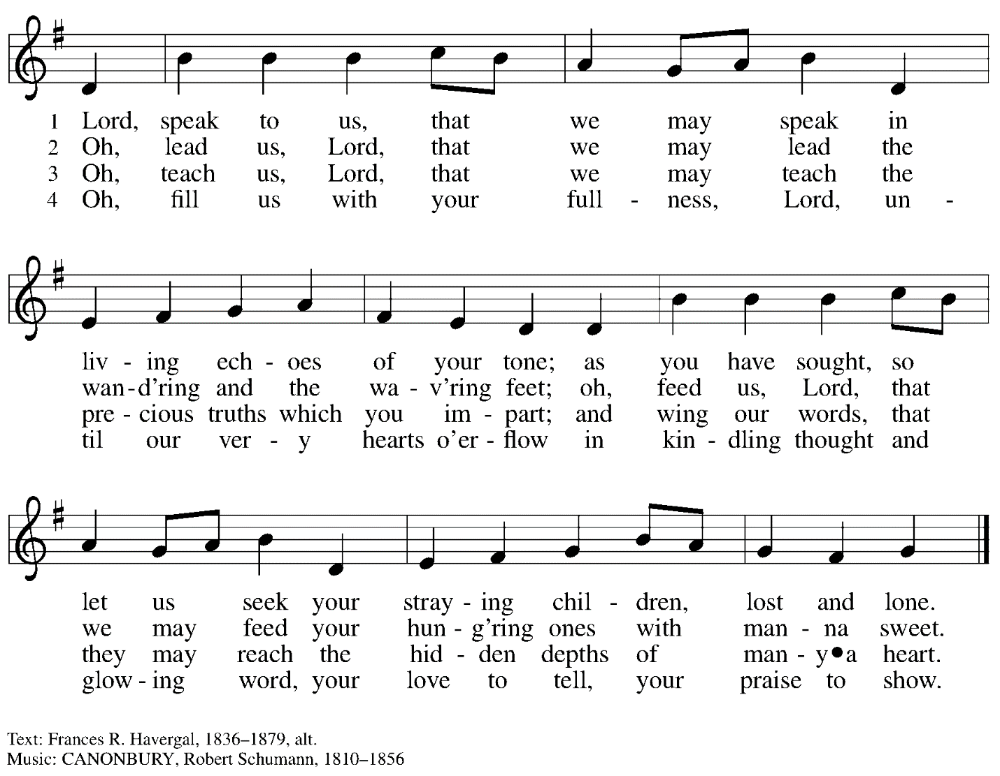 1 Lord, speak to us, that we may speak in
2 Oh, lead us, Lord, that we may lead the
3 Oh, teach us, Lord, that we may teach the
4 Oh, fill us with your full - ness, Lord, un -
liv - ing ech - oes of your tone; as you have sought, so
wan - d'ring and the wa - v'ring feet; oh, feed us, Lord, that
pre - cious truths which you im - part; and wing our words, that
til our ver - y hearts o'er - flow in kin - dling thought and
let us seek your stray - ing chil - dren, lost and lone.
we may feed your hun - g'ring ones with man - na sweet.
they may reach the hid - den depths of man - y•a heart.
glow - ing word, your love to tell, your praise to show.
Text: Frances R. Havergal, 1836–1879, alt.
Music: CANONBURY, Robert Schumann, 1810–1856